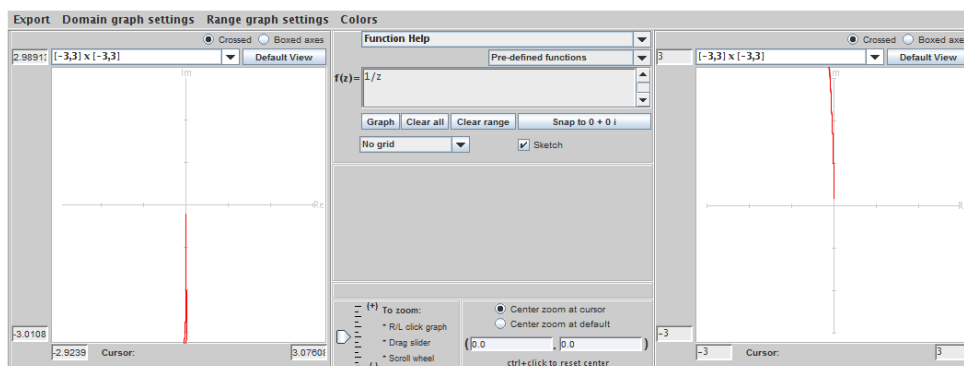 Export Domain graph settings Range graph settings Colors
Crossed Boxed axes
2.9891
[-3,3] x [-3,3] Default View
Im
Re
-3.0108
-2.9239 Cursor: 3.0760
Function Help
Pre-defined functions
f(z)= 1/z
Graph Clear all Clear range Snap to 0 + 0 i
No grid Sketch
(+) To zoom:
* R/L click graph
* Drag slider
* Scroll wheel
(-)
Center zoom at cursor
Center zoom at default
( 0.0 , 0.0 )
ctrl+click to reset center
Crossed Boxed axe
3
[-3,3] x [-3,3] Default View
m
R
-3
-3 Cursor: 3